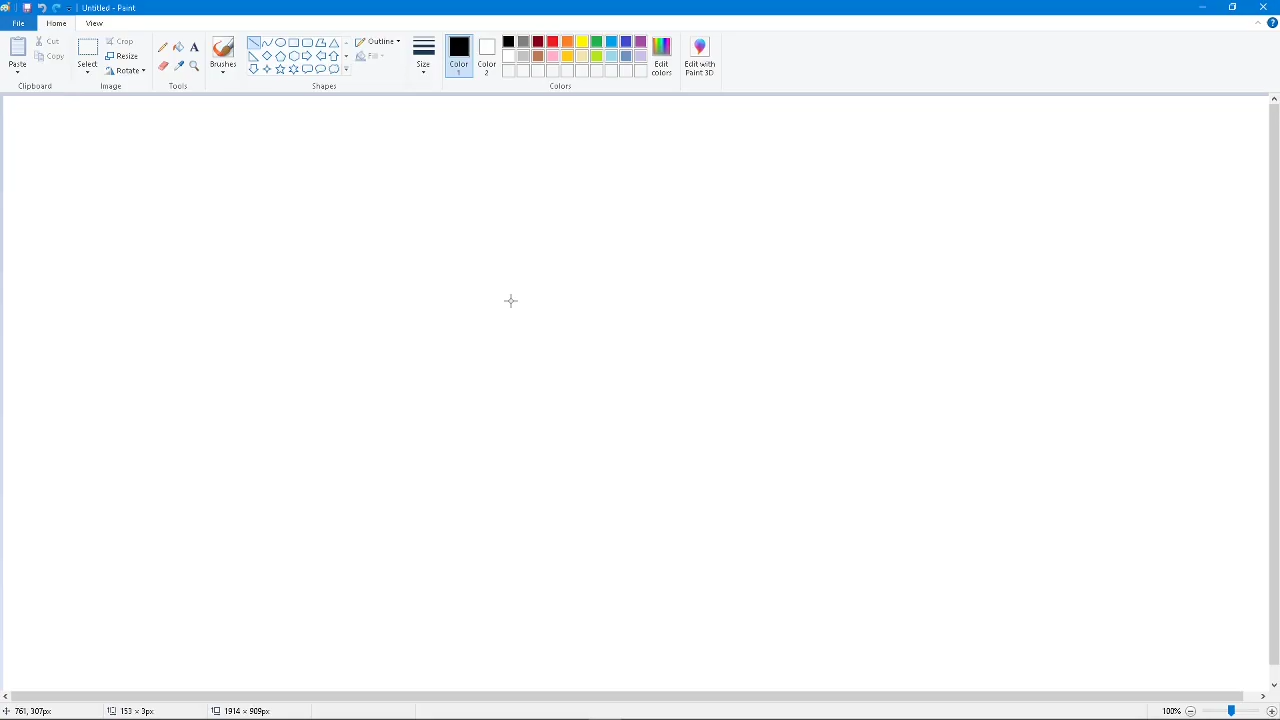 Untitled - Paint
File Home View
Paste
Cut
Copy
Clipboard
Select
Crop
Resize
Rotate
Image
A
Tools
Brushes
Shapes
Outline
Fill
Size
Color 1
Color 2
Colors
Edit colors
Edit with Paint 3D
761, 307px 153 × 3px 1914 × 909px 100%